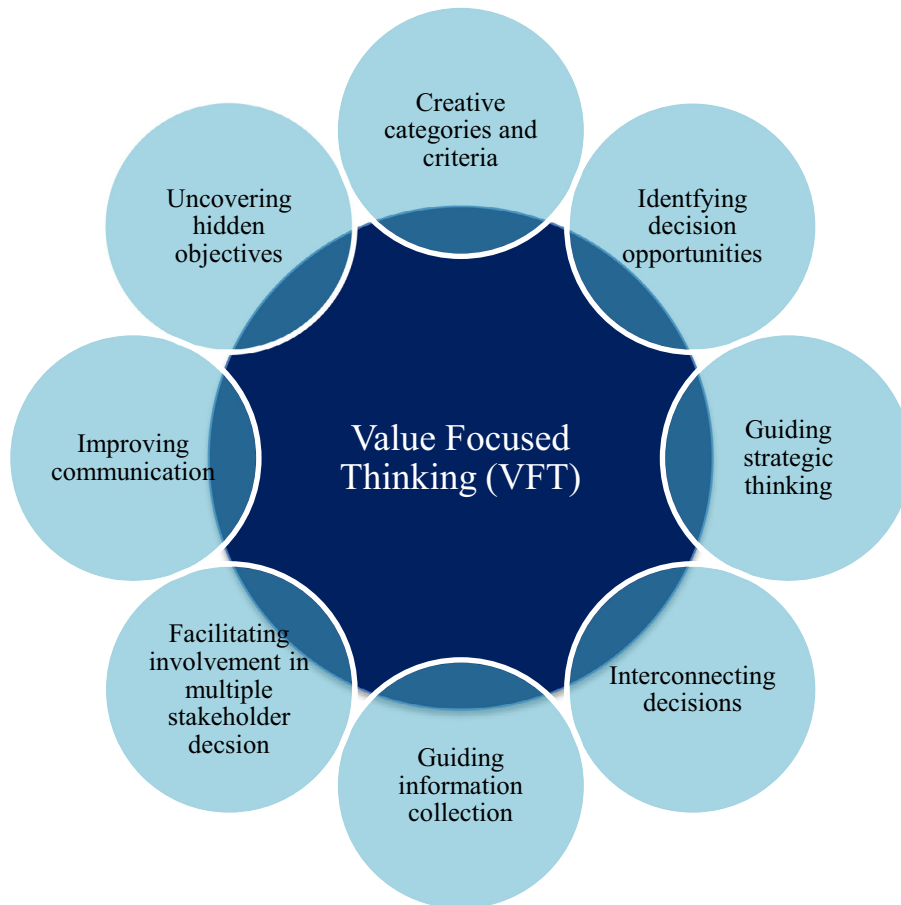 Creative
categories and
criteria
Identfying
decision
opportunities
Guiding
strategic
thinking
Interconnecting
decisions
Guiding
information
collection
Facilitating
involvement in
multiple
stakeholder
decsion
Improving
communication
Uncovering
hidden
objectives
Value Focused
Thinking (VFT)